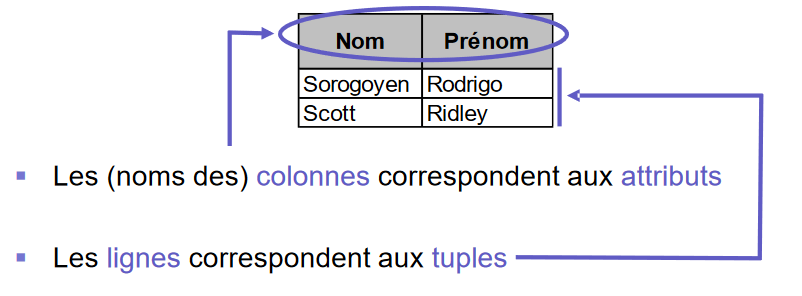 Nom Prénom
Sorogoyen Rodrigo
Scott Ridley
Les (noms des) colonnes correspondent aux attributs
Les lignes correspondent aux tuples